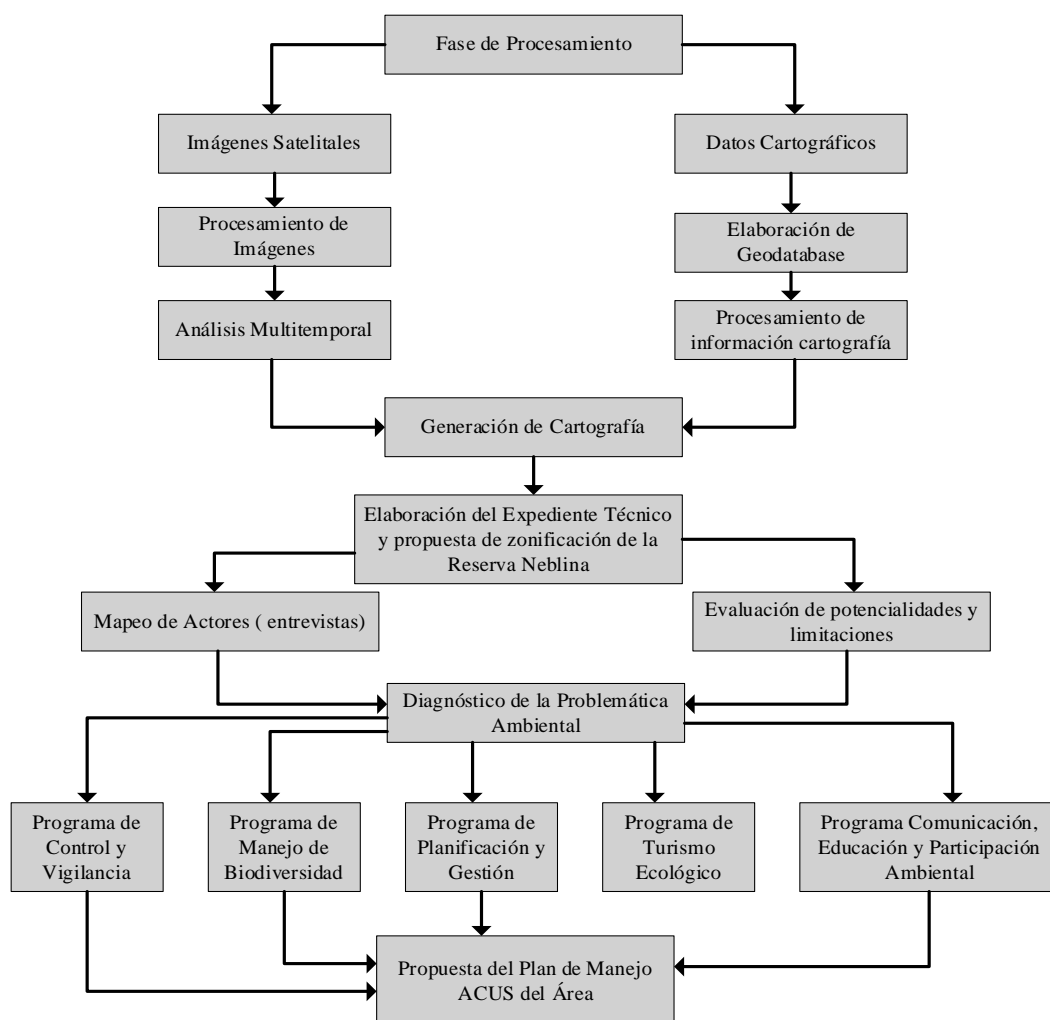 Fase de Procesamiento
Imágenes Satelitales
Datos Cartográficos
Procesamiento de
Imágenes
Elaboración de
Geodatabase
Análisis Multitemporal
Procesamiento de
información cartografía
Generación de Cartografía
Elaboración del Expediente Técnico
y propuesta de zonificación de la
Reserva Neblina
Mapeo de Actores ( entrevistas)
Evaluación de potencialidades y
limitaciones
Diagnóstico de la Problemática
Ambiental
Programa de
Control y
Vigilancia
Programa de
Manejo de
Biodiversidad
Programa de
Planificación y
Gestión
Programa de
Turismo
Ecológico
Programa Comunicación,
Educación y Participación
Ambiental
Propuesta del Plan de Manejo
ACUS del Área